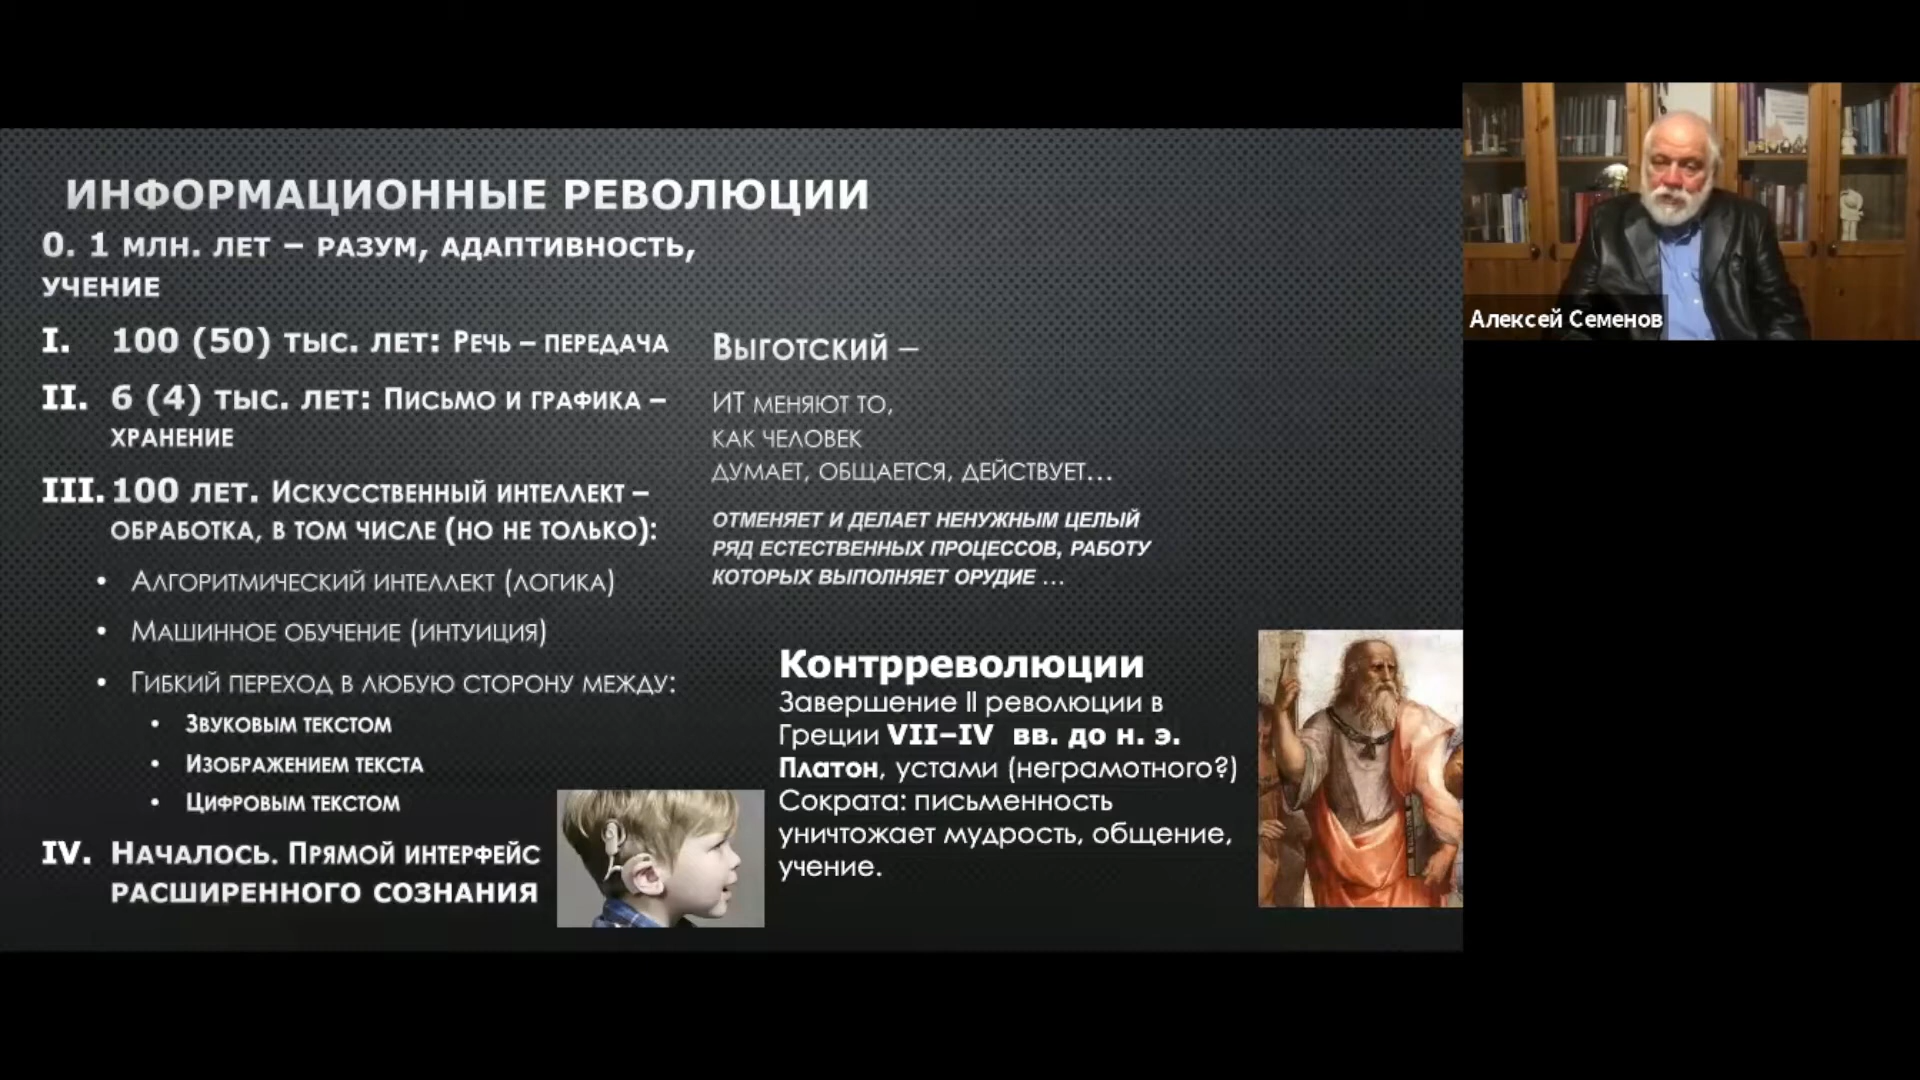 ИНФОРМАЦИОННЫЕ РЕВОЛЮЦИИ
0. 1 МЛН. ЛЕТ – РАЗУМ, АДАПТИВНОСТЬ,
УЧЕНИЕ
I. 100 (50) ТЫС. ЛЕТ: РЕЧЬ – ПЕРЕДАЧА
II. 6 (4) ТЫС. ЛЕТ: ПИСЬМО И ГРАФИКА –
ХРАНЕНИЕ
III. 100 ЛЕТ. ИСКУССТВЕННЫЙ ИНТЕЛЛЕКТ –
ОБРАБОТКА, В ТОМ ЧИСЛЕ (НО НЕ ТОЛЬКО):
• АЛГОРИТМИЧЕСКИЙ ИНТЕЛЛЕКТ (ЛОГИКА)
• МАШИННОЕ ОБУЧЕНИЕ (ИНТУИЦИЯ)
• ГИБКИЙ ПЕРЕХОД В ЛЮБУЮ СТОРОНУ МЕЖДУ:
• ЗВУКОВЫМ ТЕКСТОМ
• ИЗОБРАЖЕНИЕМ ТЕКСТА
• ЦИФРОВЫМ ТЕКСТОМ
IV. НАЧАЛОСЬ. ПРЯМОЙ ИНТЕРФЕЙС
РАСШИРЕННОГО СОЗНАНИЯ
ВЫГОТСКИЙ –
ИТ МЕНЯЮТ ТО,
КАК ЧЕЛОВЕК
ДУМАЕТ, ОБЩАЕТСЯ, ДЕЙСТВУЕТ...
ОТМЕНЯЕТ И ДЕЛАЕТ НЕНУЖНЫМ ЦЕЛЫЙ
РЯД ЕСТЕСТВЕННЫХ ПРОЦЕССОВ, РАБОТУ
КОТОРЫХ ВЫПОЛНЯЕТ ОРУДИЕ ...
Контрреволюции
Завершение II революции в
Греции VII–IV вв. до н. э.
Платон, устами (неграмотного?)
Сократа: письменность
уничтожает мудрость, общение,
учение.
Алексей Семенов